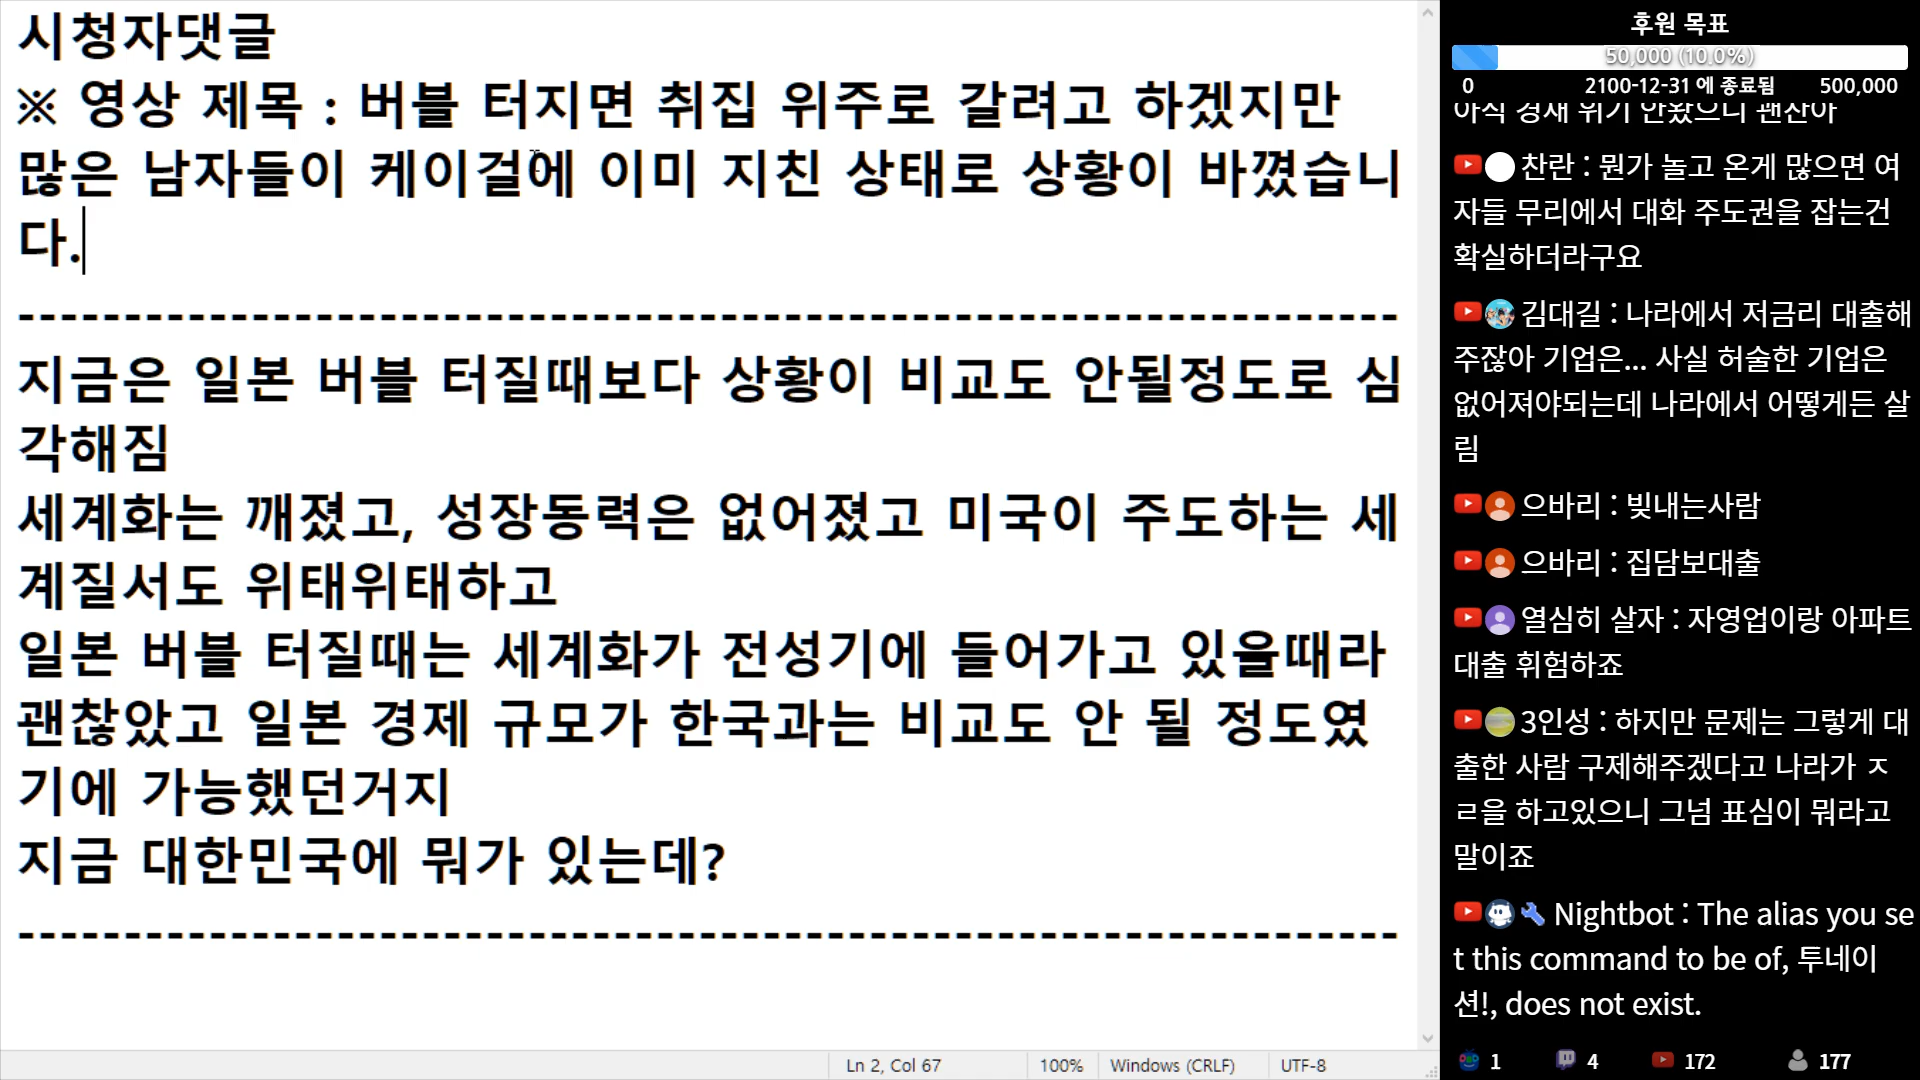 시청자댓글
※ 영상 제목 : 버블 터지면 취집 위주로 갈려고 하겠지만
많은 남자들이 케이걸에 이미 지친 상태로 상황이 바꼈습니
다.
--------------------------------------------------------------------
지금은 일본 버블 터질때보다 상황이 비교도 안될정도로 심
각해짐
세계화는 깨졌고, 성장동력은 없어졌고 미국이 주도하는 세
계질서도 위태위태하고
일본 버블 터질때는 세계화가 전성기에 들어가고 있을때라
괜찮았고 일본 경제 규모가 한국과는 비교도 안 될 정도였
기에 가능했던거지
지금 대한민국에 뭐가 있는데?
--------------------------------------------------------------------
Ln 2, Col 67
100%
Windows (CRLF)
UTF-8
후원 목표
50,000 (10.0%)
0 2100-12-31 에 종료됨 500,000
아직 경제 위기 안왔으니 괜찮아
찬란 : 뭔가 놀고 온게 많으면 여
자들 무리에서 대화 주도권을 잡는건
확실하더라구요
김대길 : 나라에서 저금리 대출해
주잖아 기업은... 사실 허술한 기업은
없어져야되는데 나라에서 어떻게든 살
림
으바리 : 빚내는사람
으바리 : 집담보대출
열심히 살자 : 자영업이랑 아파트
대출 휘험하죠
3인성 : 하지만 문제는 그렇게 대
출한 사람 구제해주겠다고 나라가 ㅈ
ㄹ을 하고있으니 그넘 표심이 뭐라고
말이죠
Nightbot : The alias you se
t this command to be of, 투네이
션!, does not exist.
1 4 172 177